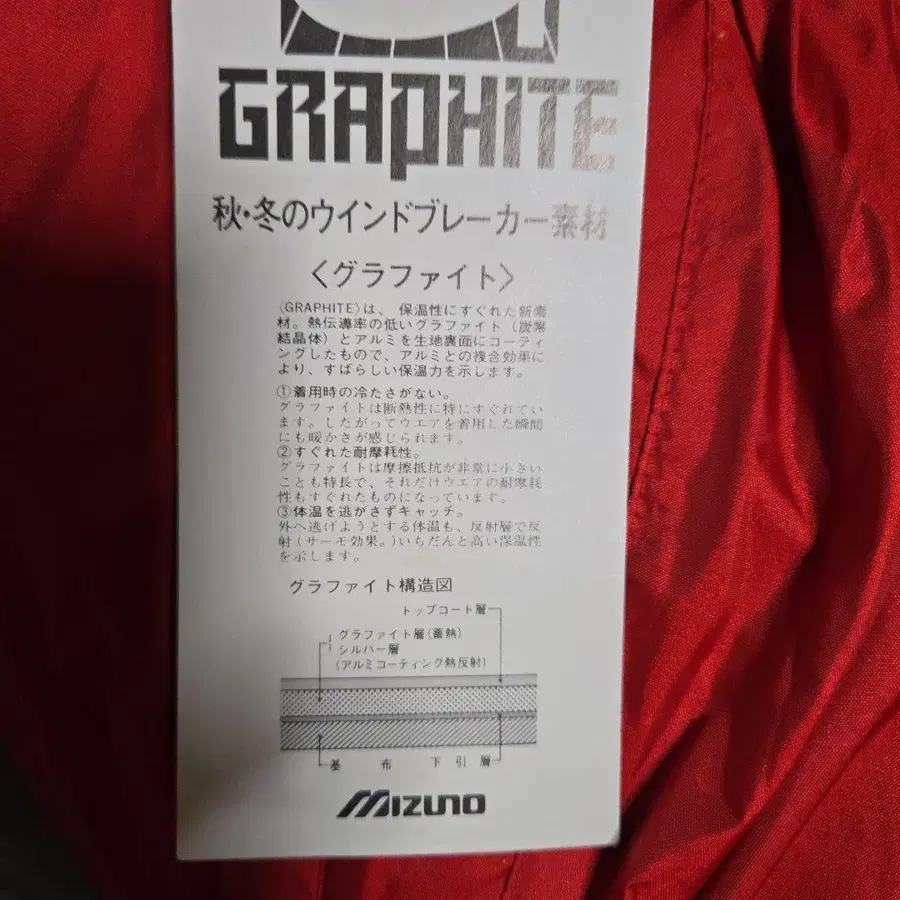 GRAPHITE
秋・冬のウインドブレーカー素材
〈グラファイト〉
〈GRAPHITE〉は、保温性にすぐれた新素
材。熱伝導率の低いグラファイト（炭素
結晶体）とアルミを生地裏面にコーティ
ングしたもので、アルミとの複合効果に
より、すばらしい保温力を示します。
①着用時の冷たさがない。
グラファイトは断熱性に特にすぐれてい
ます。したがってウエアを着用した瞬間
にも暖かさが感じられます。
②すぐれた耐摩耗性。
グラファイトは摩擦抵抗が非常に小さい
ことも特長で、それだけウエアの耐摩耗
性もすぐれたものになっています。
③体温を逃がさずキャッチ。
外へ逃げようとする体温も、反射層で反
射（サーモ効果。）いちだんと高い保温性
を示します。
グラファイト構造図
トップコート層
グラファイト層（蓄熱）
シルバー層
（アルミコーティング熱反射）
基布 下引層
MIZUNO